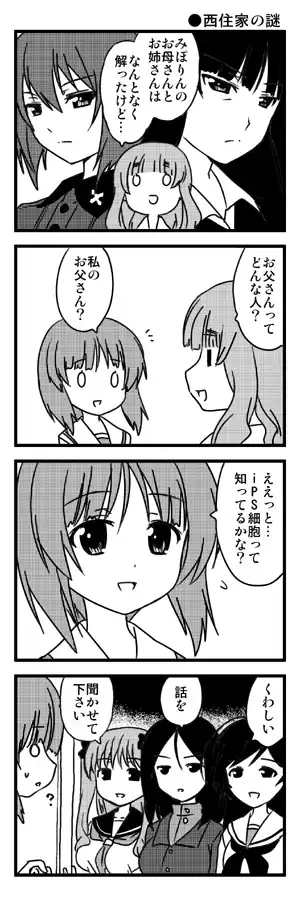 ●西住家の謎
みぽりんの
お母さんと
お姉さんは
なんとなく
解ったけど…
お父さんって
どんな人？
私の
お父さん？
ええっと…
iPS細胞って
知ってるかな？
くわしい
話を
聞かせて
下さい
?